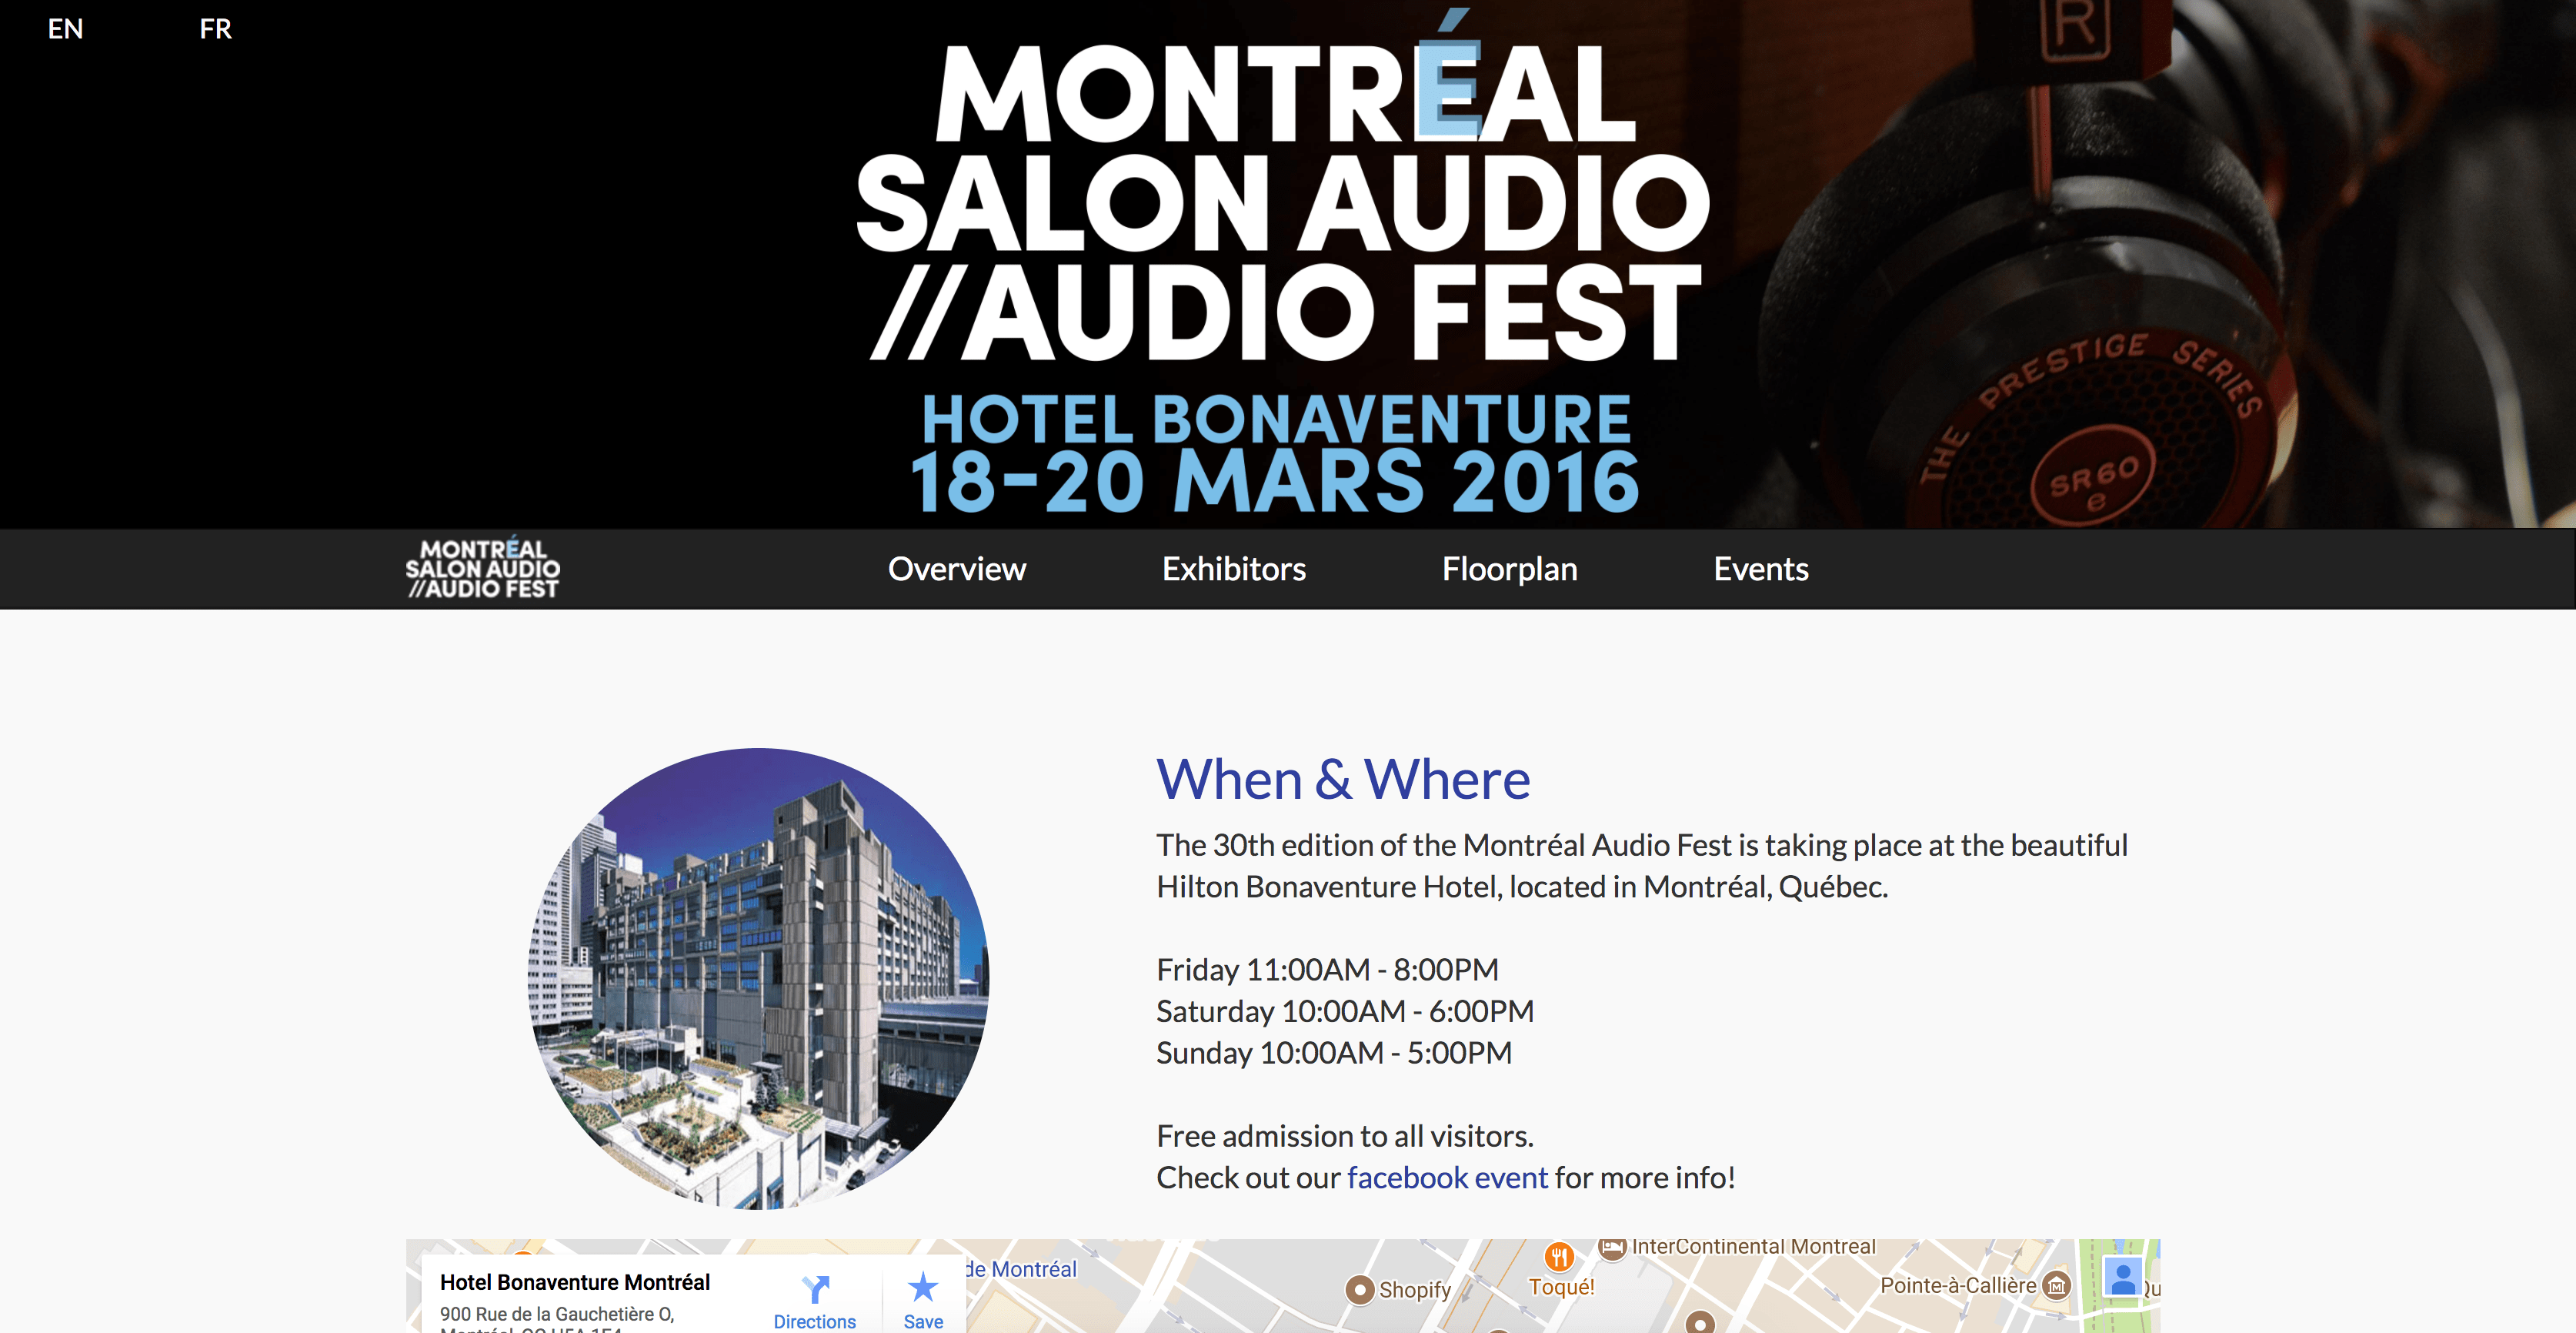 EN
FR
MONTRÉAL
SALON AUDIO
//AUDIO FEST
HOTEL BONAVENTURE
18-20 MARS 2016
R
THE PRESTIGE SERIES
SR60
e
MONTRÉAL
SALON AUDIO
//AUDIO FEST
Overview
Exhibitors
Floorplan
Events
When & Where
The 30th edition of the Montréal Audio Fest is taking place at the beautiful
Hilton Bonaventure Hotel, located in Montréal, Québec.
Friday 11:00AM - 8:00PM
Saturday 10:00AM - 6:00PM
Sunday 10:00AM - 5:00PM
Free admission to all visitors.
Check out our facebook event for more info!
Hotel Bonaventure Montréal
900 Rue de la Gauchetière O,
Directions
Save
de Montréal
Shopify
Toqué!
InterContinental Montreal
Pointe-à-Callière